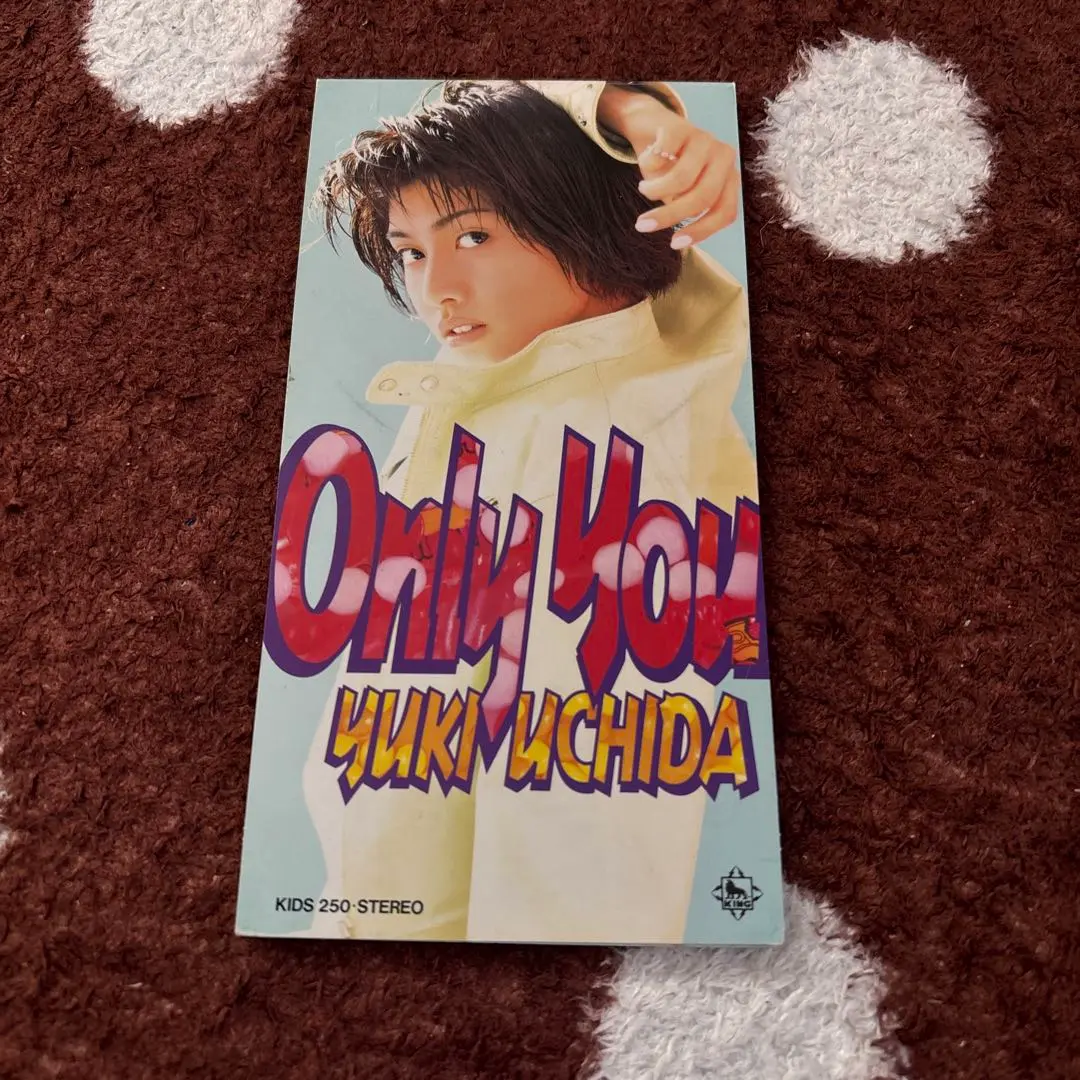 Only You
YUKI UCHIDA
KIDS 250·STEREO
KING